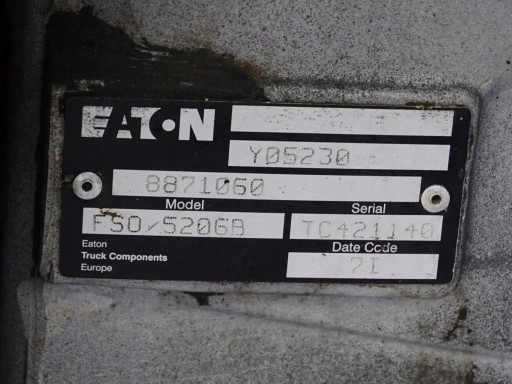 EATON
Y05230
8871060
Model Serial
FSO/5206B TC421140
Eaton Date Code
Truck Components 7I
Europe